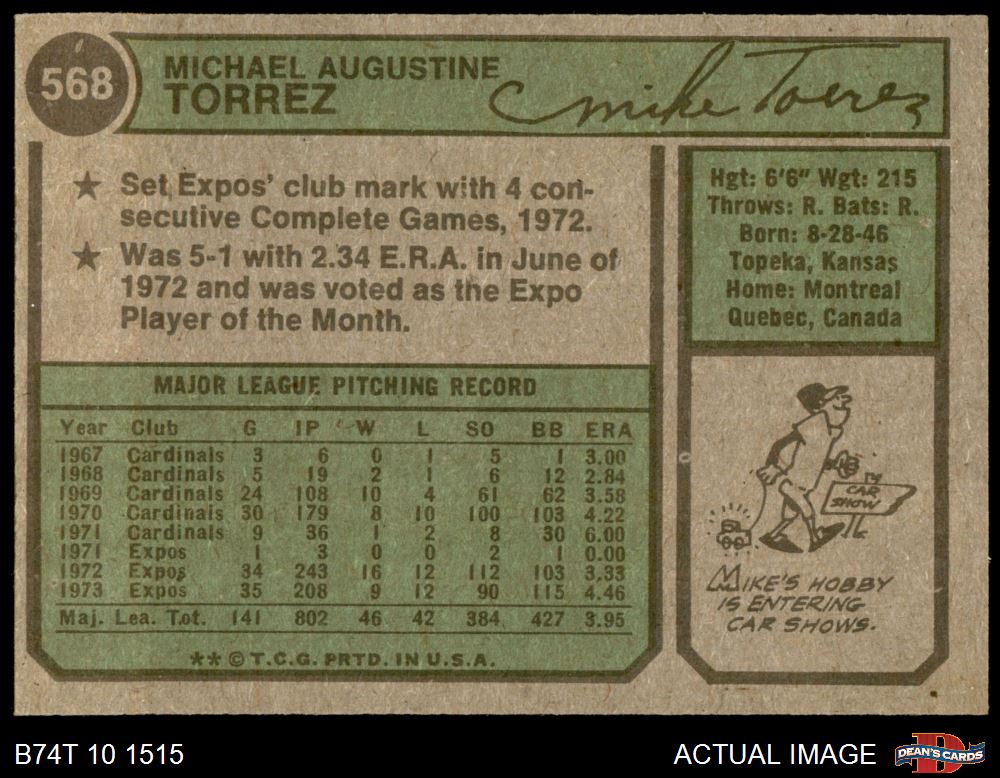 568
MICHAEL AUGUSTINE
TORREZ
Mike Torrez
★ Set Expos' club mark with 4 con-
secutive Complete Games, 1972.
★ Was 5-1 with 2.34 E.R.A. in June of
1972 and was voted as the Expo
Player of the Month.
Hgt: 6'6" Wgt: 215
Throws: R. Bats: R.
Born: 8-28-46
Topeka, Kansas
Home: Montreal
Quebec, Canada
MAJOR LEAGUE PITCHING RECORD
Year Club G IP W L SO BB ERA
1967 Cardinals 3 6 0 1 5 1 3.00
1968 Cardinals 5 19 2 1 6 12 2.84
1969 Cardinals 24 108 10 4 61 62 3.58
1970 Cardinals 30 179 8 10 100 103 4.22
1971 Cardinals 9 36 1 2 8 30 6.00
1971 Expos 1 3 0 0 2 1 0.00
1972 Expos 34 243 16 12 112 103 3.33
1973 Expos 35 208 9 12 90 115 4.46
Maj. Lea. Tot. 141 802 46 42 384 427 3.95
** © T.C.G. PRTD. IN U.S.A.
CAR
SHOW
MIKE'S HOBBY
IS ENTERING
CAR SHOWS.
B74T 10 1515
ACTUAL IMAGE
DEAN'S CARDS